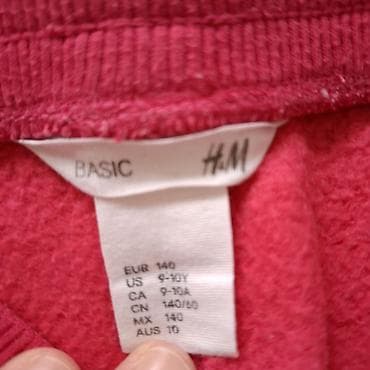 BASIC H&M
EUR 140
US 9-10Y
CA 9-10A
CN 140/60
MX 140
AUS 10